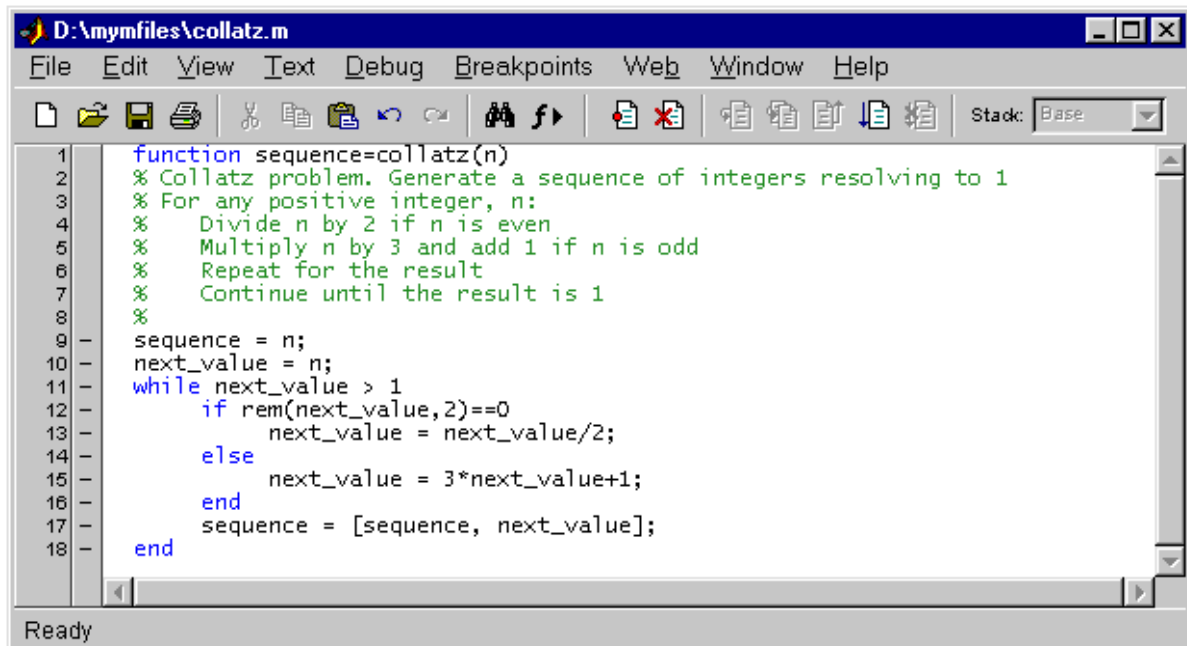 D:\mymfiles\collatz.m
File Edit View Text Debug Breakpoints Web Window Help
Stack: Base
1 function sequence=collatz(n)
2 % Collatz problem. Generate a sequence of integers resolving to 1
3 % For any positive integer, n:
4 %    Divide n by 2 if n is even
5 %    Multiply n by 3 and add 1 if n is odd
6 %    Repeat for the result
7 %    Continue until the result is 1
8 %
9 - sequence = n;
10 - next_value = n;
11 - while next_value > 1
12 -      if rem(next_value,2)==0
13 -           next_value = next_value/2;
14 -      else
15 -           next_value = 3*next_value+1;
16 -      end
17 -      sequence = [sequence, next_value];
18 - end
Ready